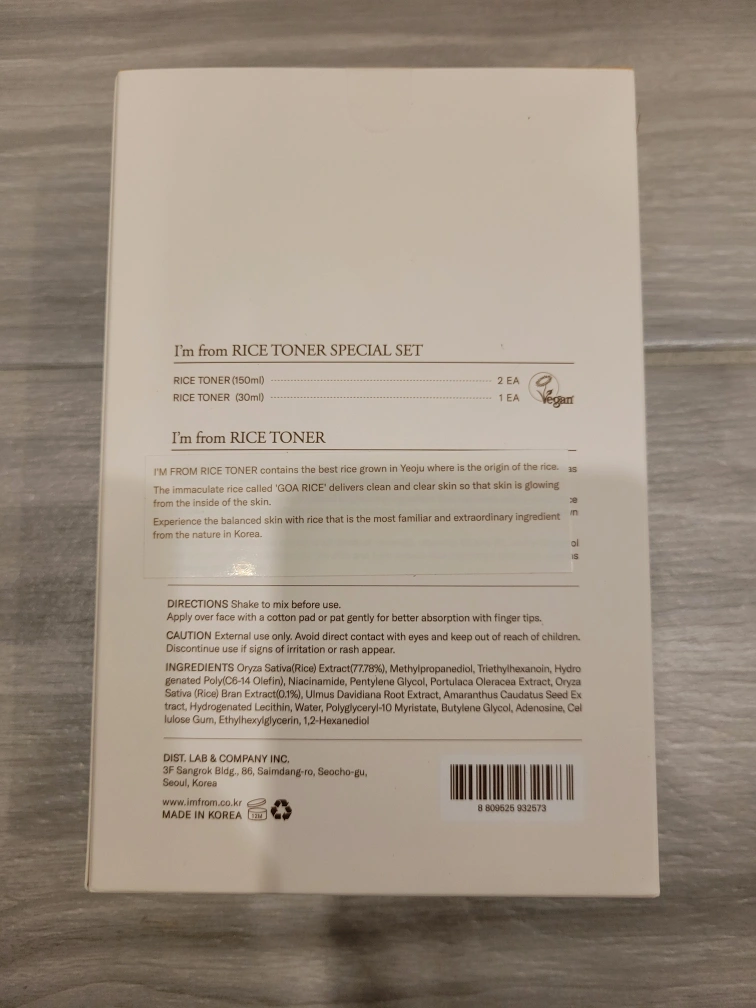 I'm from RICE TONER SPECIAL SET
RICE TONER (150ml) 2 EA
RICE TONER (30ml) 1 EA
Vegan
I'm from RICE TONER
I'M FROM RICE TONER contains the best rice grown in Yeoju where is the origin of the rice.
The immaculate rice called 'GOA RICE' delivers clean and clear skin so that skin is glowing
from the inside of the skin.
Experience the balanced skin with rice that is the most familiar and extraordinary ingredient
from the nature in Korea.
DIRECTIONS Shake to mix before use.
Apply over face with a cotton pad or pat gently for better absorption with finger tips.
CAUTION External use only. Avoid direct contact with eyes and keep out of reach of children.
Discontinue use if signs of irritation or rash appear.
INGREDIENTS Oryza Sativa(Rice) Extract(77.78%), Methylpropanediol, Triethylhexanoin, Hydro
genated Poly(C6-14 Olefin), Niacinamide, Pentylene Glycol, Portulaca Oleracea Extract, Oryza
Sativa (Rice) Bran Extract(0.1%), Ulmus Davidiana Root Extract, Amaranthus Caudatus Seed Ex
tract, Hydrogenated Lecithin, Water, Polyglyceryl-10 Myristate, Butylene Glycol, Adenosine, Cel
lulose Gum, Ethylhexylglycerin, 1,2-Hexanediol
DIST. LAB & COMPANY INC.
3F Sangrok Bldg., 86, Saimdang-ro, Seocho-gu,
Seoul, Korea
www.imfrom.co.kr
MADE IN KOREA
12M
8 809625 932573